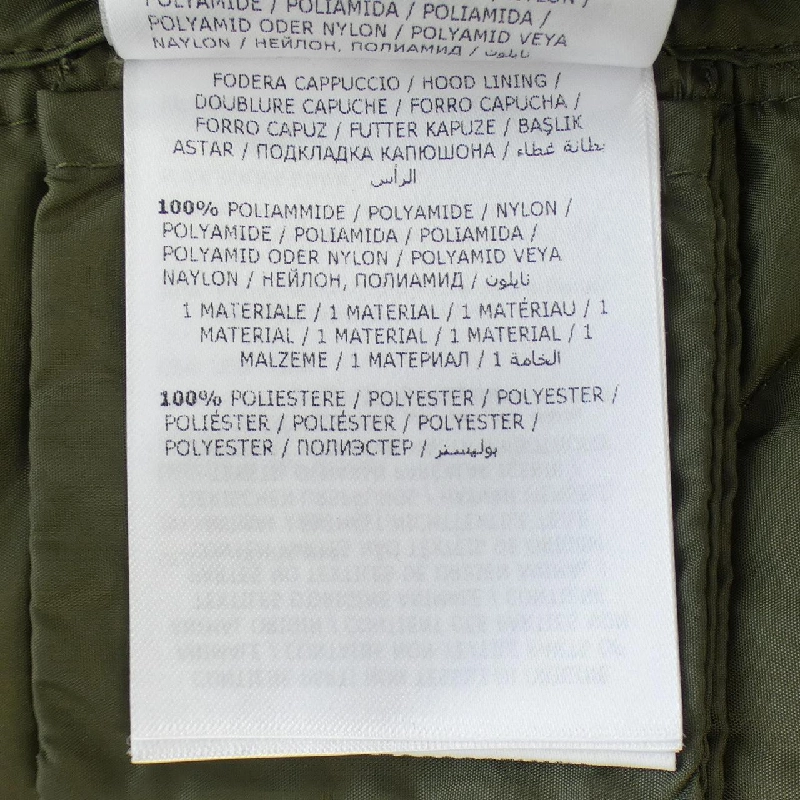 POLYAMIDE / POLIAMIDA / POLIAMIDA /
POLYAMID ODER NYLON / POLYAMID VEYA
NAYLON / НЕЙЛОН, ПОЛИАМИД / نايلون
FODERA CAPPUCCIO / HOOD LINING /
DOUBLURE CAPUCHE / FORRO CAPUCHA /
FORRO CAPUZ / FUTTER KAPUZE / BAŞLIK
ASTAR / ПОДКЛАДКА КАПЮШОНА / بطانة غطاء
الرأس
100% POLIAMMIDE / POLYAMIDE / NYLON /
POLYAMIDE / POLIAMIDA / POLIAMIDA /
POLYAMID ODER NYLON / POLYAMID VEYA
NAYLON / НЕЙЛОН, ПОЛИАМИД / نايلون
1 MATERIALE / 1 MATERIAL / 1 MATÉRIAU / 1
MATERIAL / 1 MATERIAL / 1 MATERIAL / 1
MALZEME / 1 МАТЕРИАЛ / 1 الخامة
100% POLIESTERE / POLYESTER / POLYESTER /
POLIÉSTER / POLIÉSTER / POLYESTER /
POLYESTER / ПОЛИЭСТЕР / بوليستر